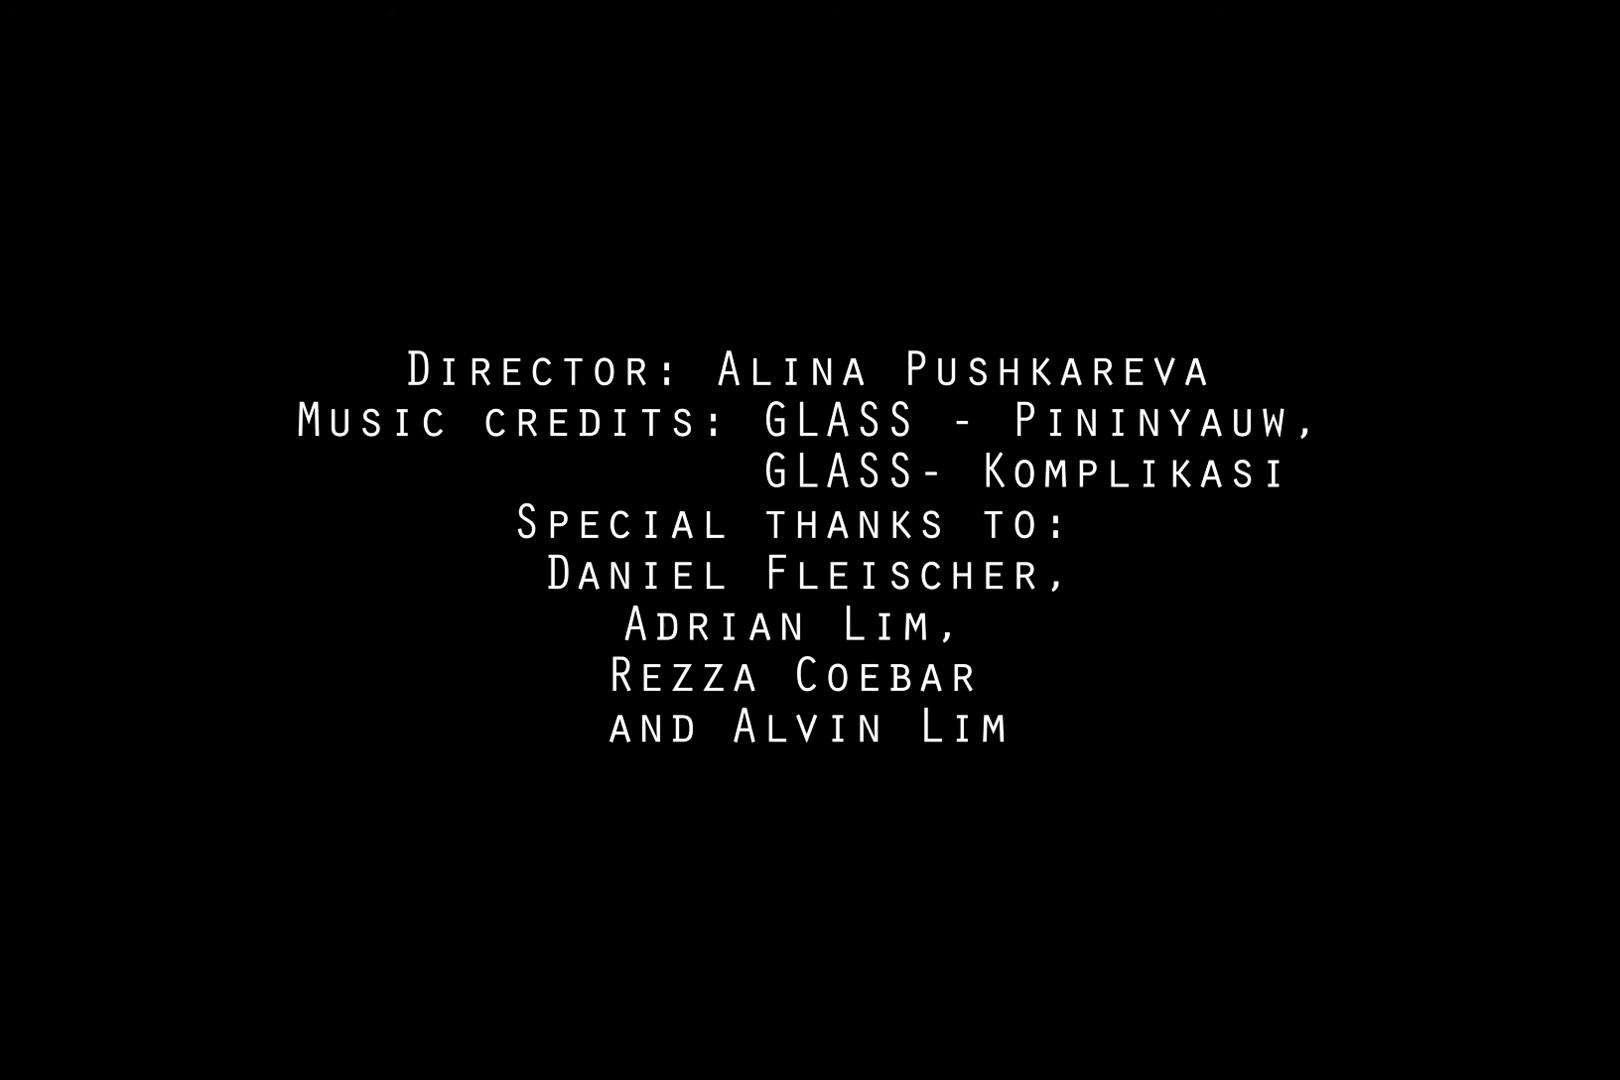 Director: Alina Pushkareva
Music credits: GLASS - Pininyauw,
GLASS- Komplikasi
Special thanks to:
Daniel Fleischer,
Adrian Lim,
Rezza Coebar
and Alvin Lim